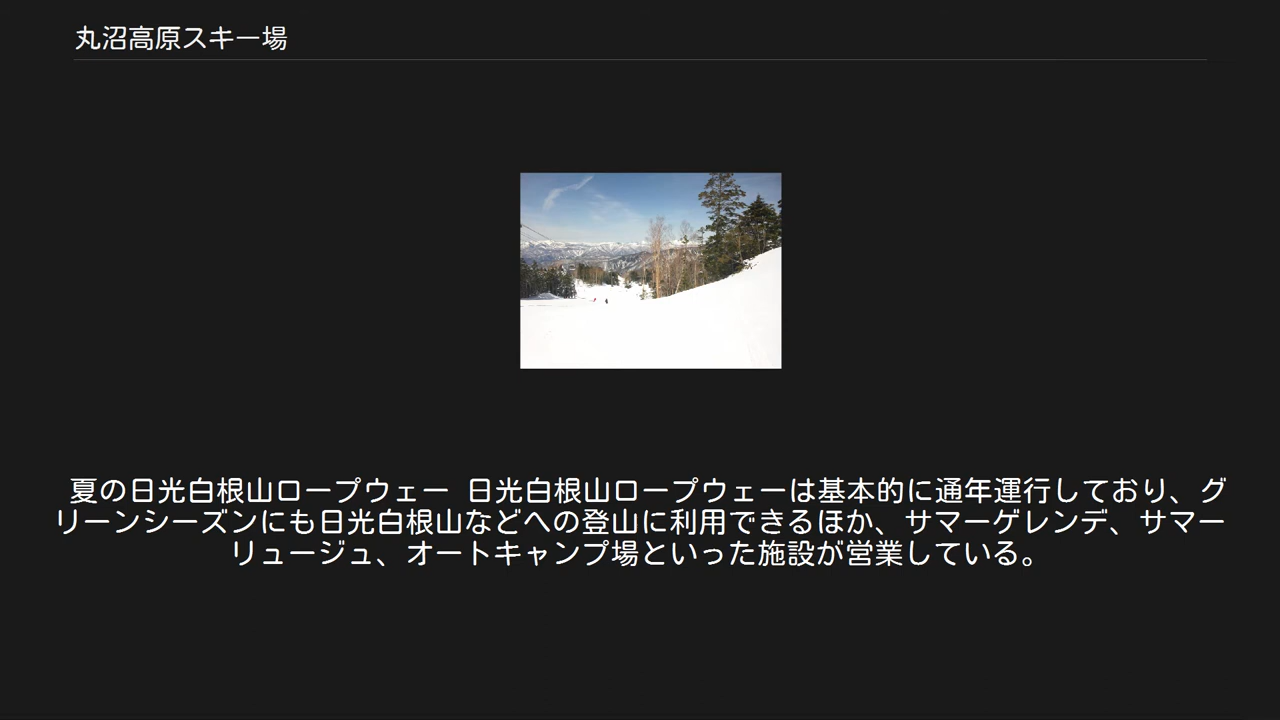 丸沼高原スキー場
夏の日光白根山ロープウェー 日光白根山ロープウェーは基本的に通年運行しており、グ
リーンシーズンにも日光白根山などへの登山に利用できるほか、サマーゲレンデ、サマー
リュージュ、オートキャンプ場といった施設が営業している。